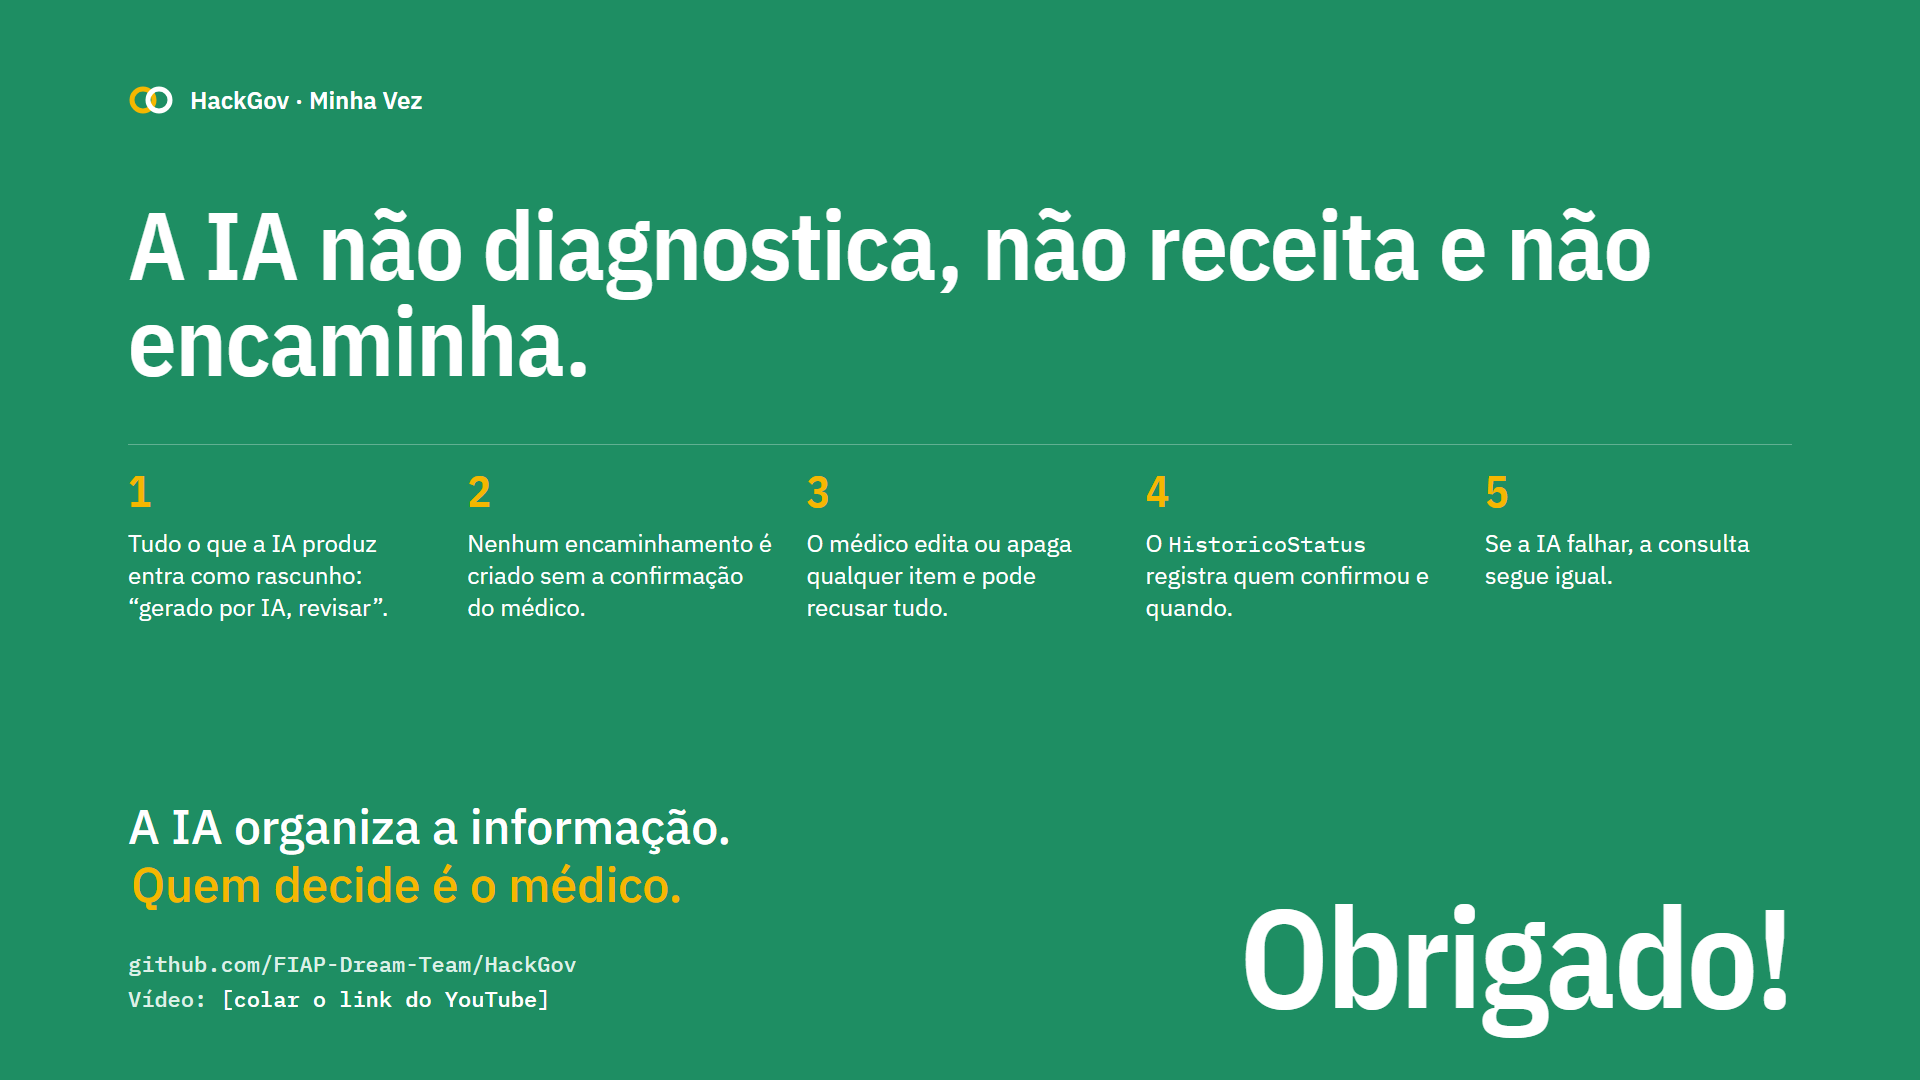 HackGov · Minha Vez
A IA não diagnostica, não receita e não
encaminha.
1
Tudo o que a IA produz
entra como rascunho:
“gerado por IA, revisar”.
2
Nenhum encaminhamento é
criado sem a confirmação
do médico.
3
O médico edita ou apaga
qualquer item e pode
recusar tudo.
4
O HistoricoStatus
registra quem confirmou e
quando.
5
Se a IA falhar, a consulta
segue igual.
A IA organiza a informação.
Quem decide é o médico.
github.com/FIAP-Dream-Team/HackGov
Vídeo: [colar o link do YouTube]
Obrigado!